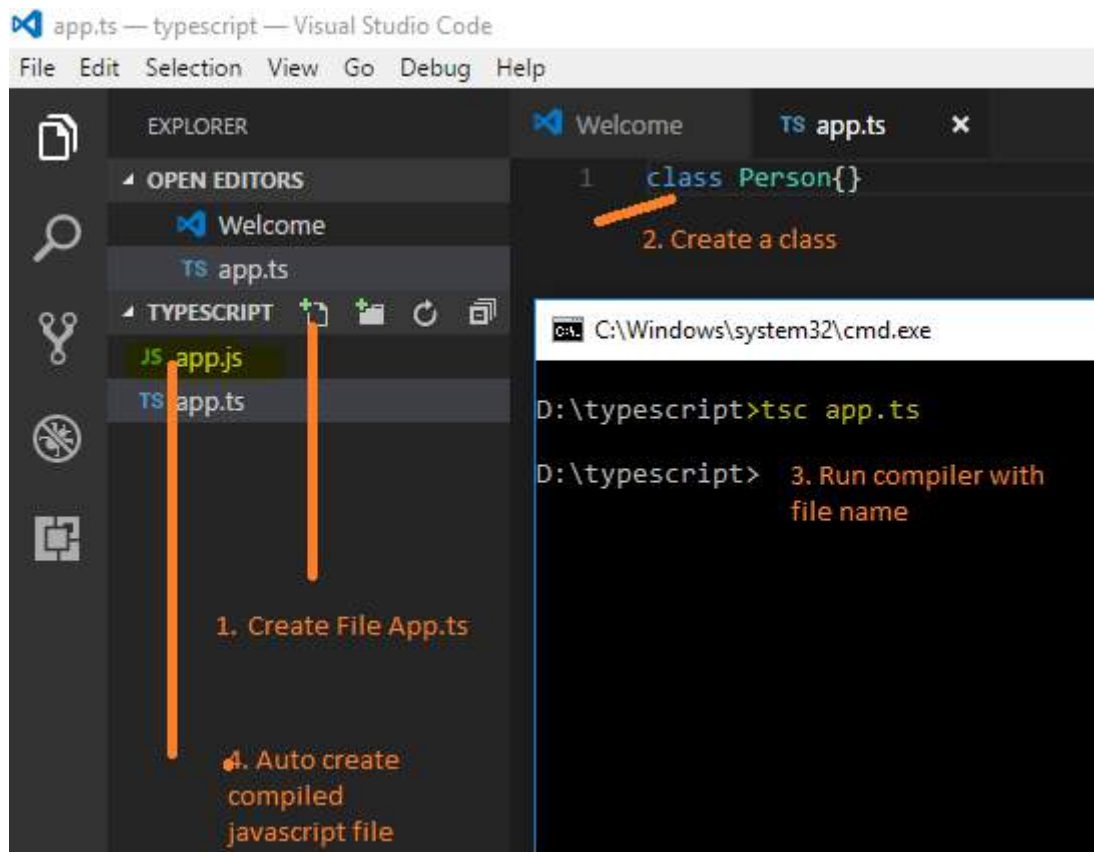 app.ts — typescript — Visual Studio Code
File Edit Selection View Go Debug Help
EXPLORER
OPEN EDITORS
Welcome
TS app.ts
TYPESCRIPT
JS app.js
TS app.ts
1. Create File App.ts
4. Auto create
compiled
javascript file
Welcome TS app.ts ×
1 class Person{}
2. Create a class
C:\Windows\system32\cmd.exe
D:\typescript>tsc app.ts
D:\typescript>
3. Run compiler with
file name